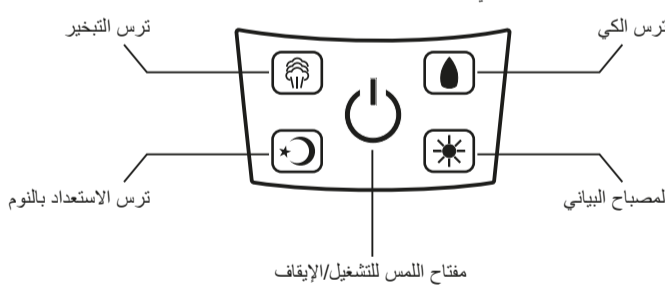 ترس الكي
ترس التبخير
لمصباح البياني
ترس الاستعداد بالنوم
مفتاح اللمس للتشغيل/الإيقاف